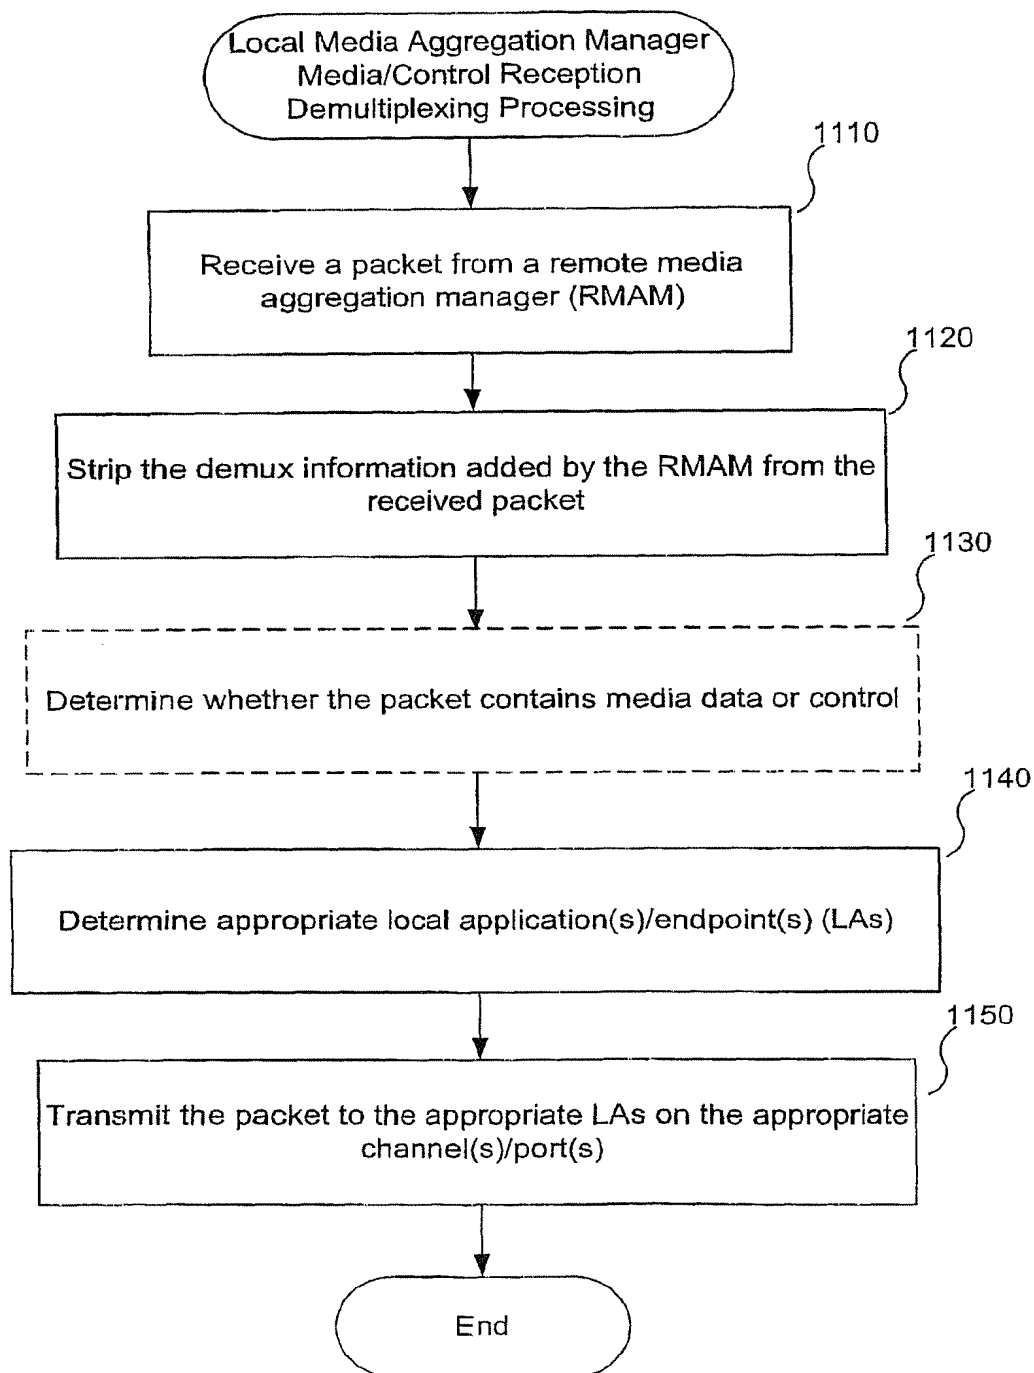 Local Media Aggregation Manager
Media/Control Reception
Demultiplexing Processing
1110
Receive a packet from a remote media
aggregation manager (RMAM)
1120
Strip the demux information added by the RMAM from the
received packet
1130
Determine whether the packet contains media data or control
1140
Determine appropriate local application(s)/endpoint(s) (LAs)
1150
Transmit the packet to the appropriate LAs on the appropriate
channel(s)/port(s)
End